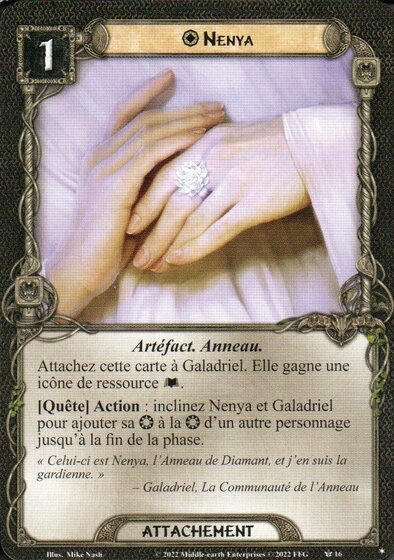 1
Nenya
Artéfact. Anneau.
Attachez cette carte à Galadriel. Elle gagne une
icône de ressource .
[Quête] Action : inclinez Nenya et Galadriel
pour ajouter sa à la d'un autre personnage
jusqu'à la fin de la phase.
« Celui-ci est Nenya, l'Anneau de Diamant, et j'en suis la
gardienne. »
– Galadriel, La Communauté de l'Anneau
ATTACHEMENT
Illus. Mike Nash © 2022 Middle-earth Enterprises © 2022 FFG 16